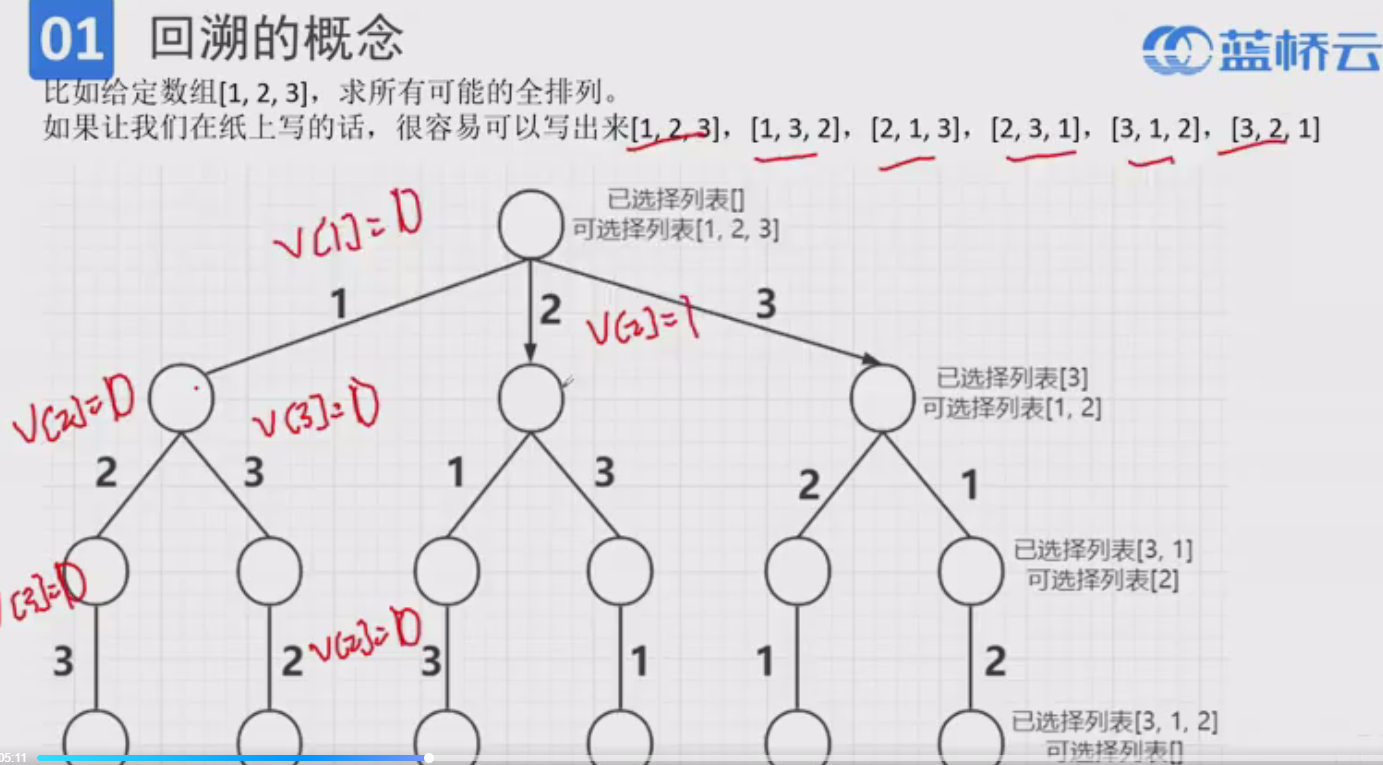 01 回溯的概念
蓝桥云
比如给定数组[1, 2, 3]，求所有可能的全排列。
如果让我们在纸上写的话，很容易可以写出来[1, 2, 3]，[1, 3, 2]，[2, 1, 3]，[2, 3, 1]，[3, 1, 2]，[3, 2, 1]
已选择列表[]
V[1]=0
可选择列表[1, 2, 3]
1
2
V[2]=1
3
已选择列表[3]
V[2]=0
V[3]=0
可选择列表[1, 2]
2
3
1
3
2
1
已选择列表[3, 1]
V[3]=0
可选择列表[2]
3
2
V[2]=0
3
1
1
2
已选择列表[3, 1, 2]
可选择列表[]
05:11